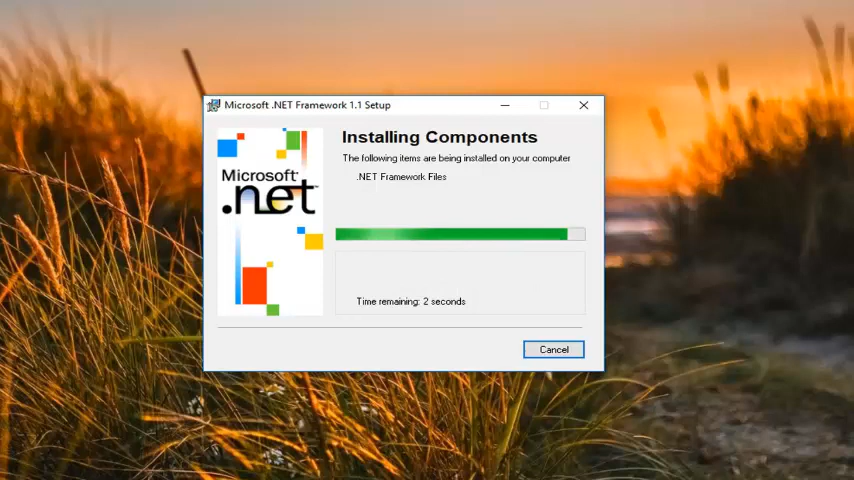 Microsoft .NET Framework 1.1 Setup
Microsoft
.net
Installing Components
The following items are being installed on your computer
.NET Framework Files
Time remaining: 2 seconds
Cancel